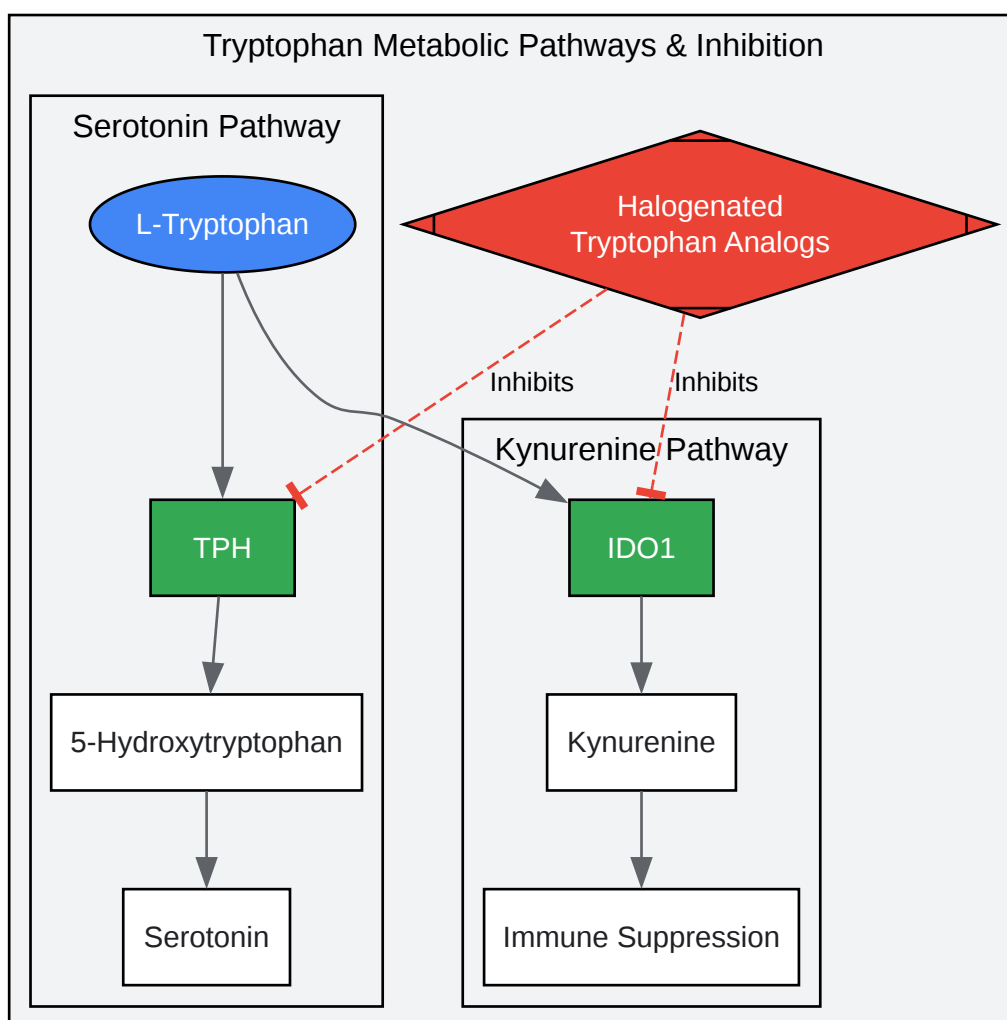 Tryptophan Metabolic Pathways & Inhibition
Serotonin Pathway
L-Tryptophan
Halogenated
Tryptophan Analogs
Inhibits
Inhibits
Kynurenine Pathway
TPH
IDO1
5-Hydroxytryptophan
Kynurenine
Serotonin
Immune Suppression